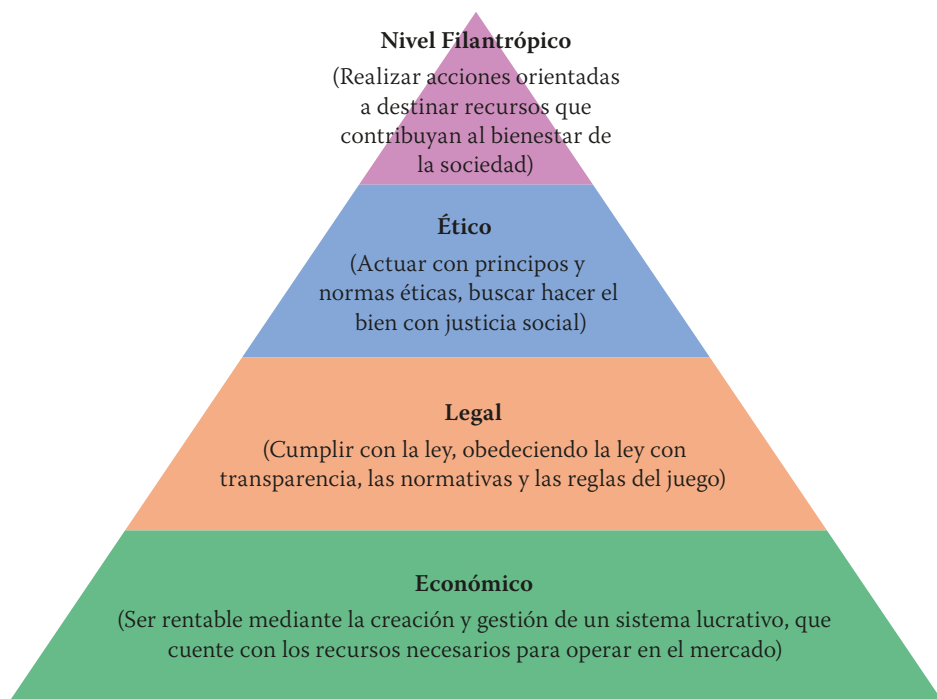 Nivel Filantrópico
(Realizar acciones orientadas
a destinar recursos que
contribuyan al bienestar de
la sociedad)
Ético
(Actuar con principos y
normas éticas, buscar hacer el
bien con justicia social)
Legal
(Cumplir con la ley, obedeciendo la ley con
transparencia, las normativas y las reglas del juego)
Económico
(Ser rentable mediante la creación y gestión de un sistema lucrativo, que
cuente con los recursos necesarios para operar en el mercado)